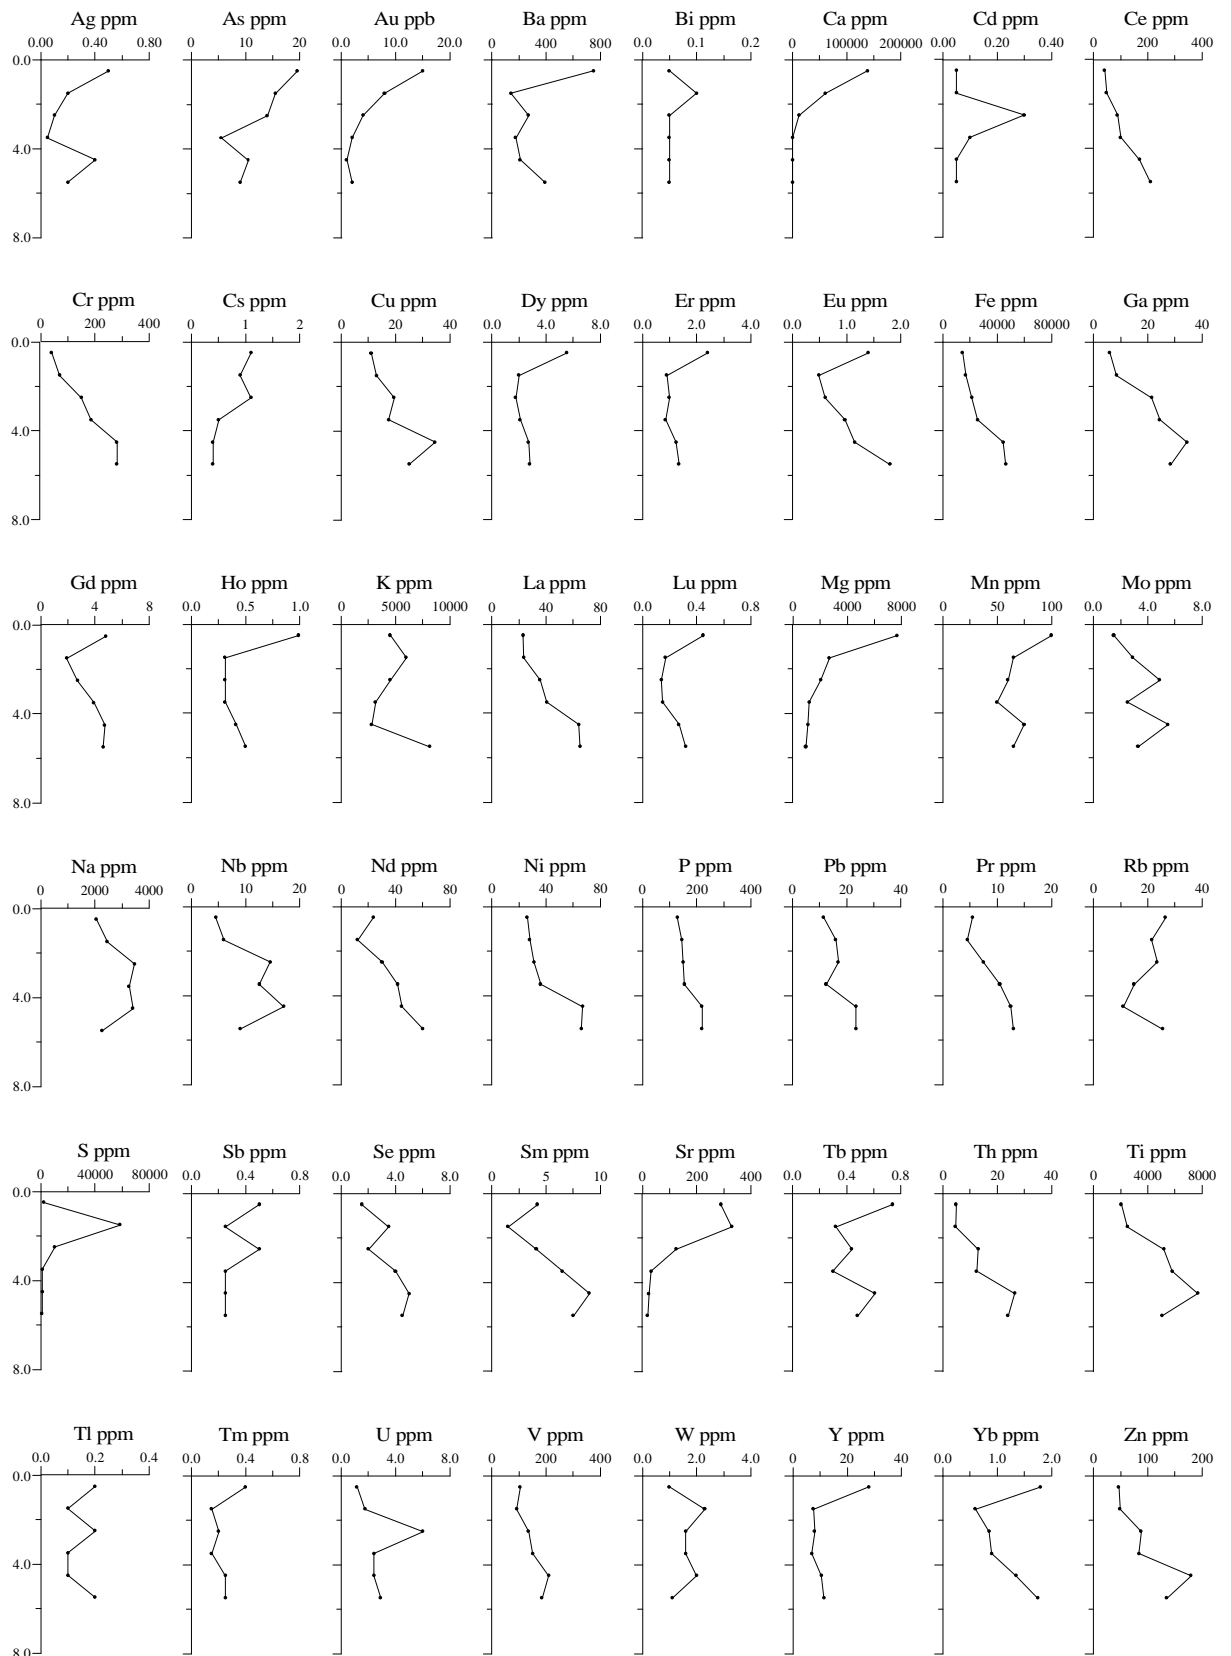 Ag ppm As ppm Au ppb Ba ppm Bi ppm Ca ppm Cd ppm Ce ppm
0.00 0.40 0.80 0 10 20 0.0 10.0 20.0 0 400 800 0.0 0.1 0.2 0 100000 200000 0.00 0.20 0.40 0 200 400
0.0
4.0
8.0
Cr ppm Cs ppm Cu ppm Dy ppm Er ppm Eu ppm Fe ppm Ga ppm
0 200 400 0 1 2 0 20 40 0.0 4.0 8.0 0.0 2.0 4.0 0.0 1.0 2.0 0 40000 80000 0 20 40
0.0
4.0
8.0
Gd ppm Ho ppm K ppm La ppm Lu ppm Mg ppm Mn ppm Mo ppm
0 4 8 0.0 0.5 1.0 0 5000 10000 0 40 80 0.0 0.4 0.8 0 4000 8000 0 50 100 0.0 4.0 8.0
0.0
4.0
8.0
Na ppm Nb ppm Nd ppm Ni ppm P ppm Pb ppm Pr ppm Rb ppm
0 2000 4000 0 10 20 0 40 80 0 40 80 0 200 400 0 20 40 0 10 20 0 20 40
0.0
4.0
8.0
S ppm Sb ppm Se ppm Sm ppm Sr ppm Tb ppm Th ppm Ti ppm
0 40000 80000 0.0 0.4 0.8 0.0 4.0 8.0 0 5 10 0 200 400 0.0 0.4 0.8 0 20 40 0 4000 8000
0.0
4.0
8.0
Tl ppm Tm ppm U ppm V ppm W ppm Y ppm Yb ppm Zn ppm
0.0 0.2 0.4 0.0 0.4 0.8 0.0 4.0 8.0 0 200 400 0.0 2.0 4.0 0 20 40 0.0 1.0 2.0 0 100 200
0.0
4.0
8.0